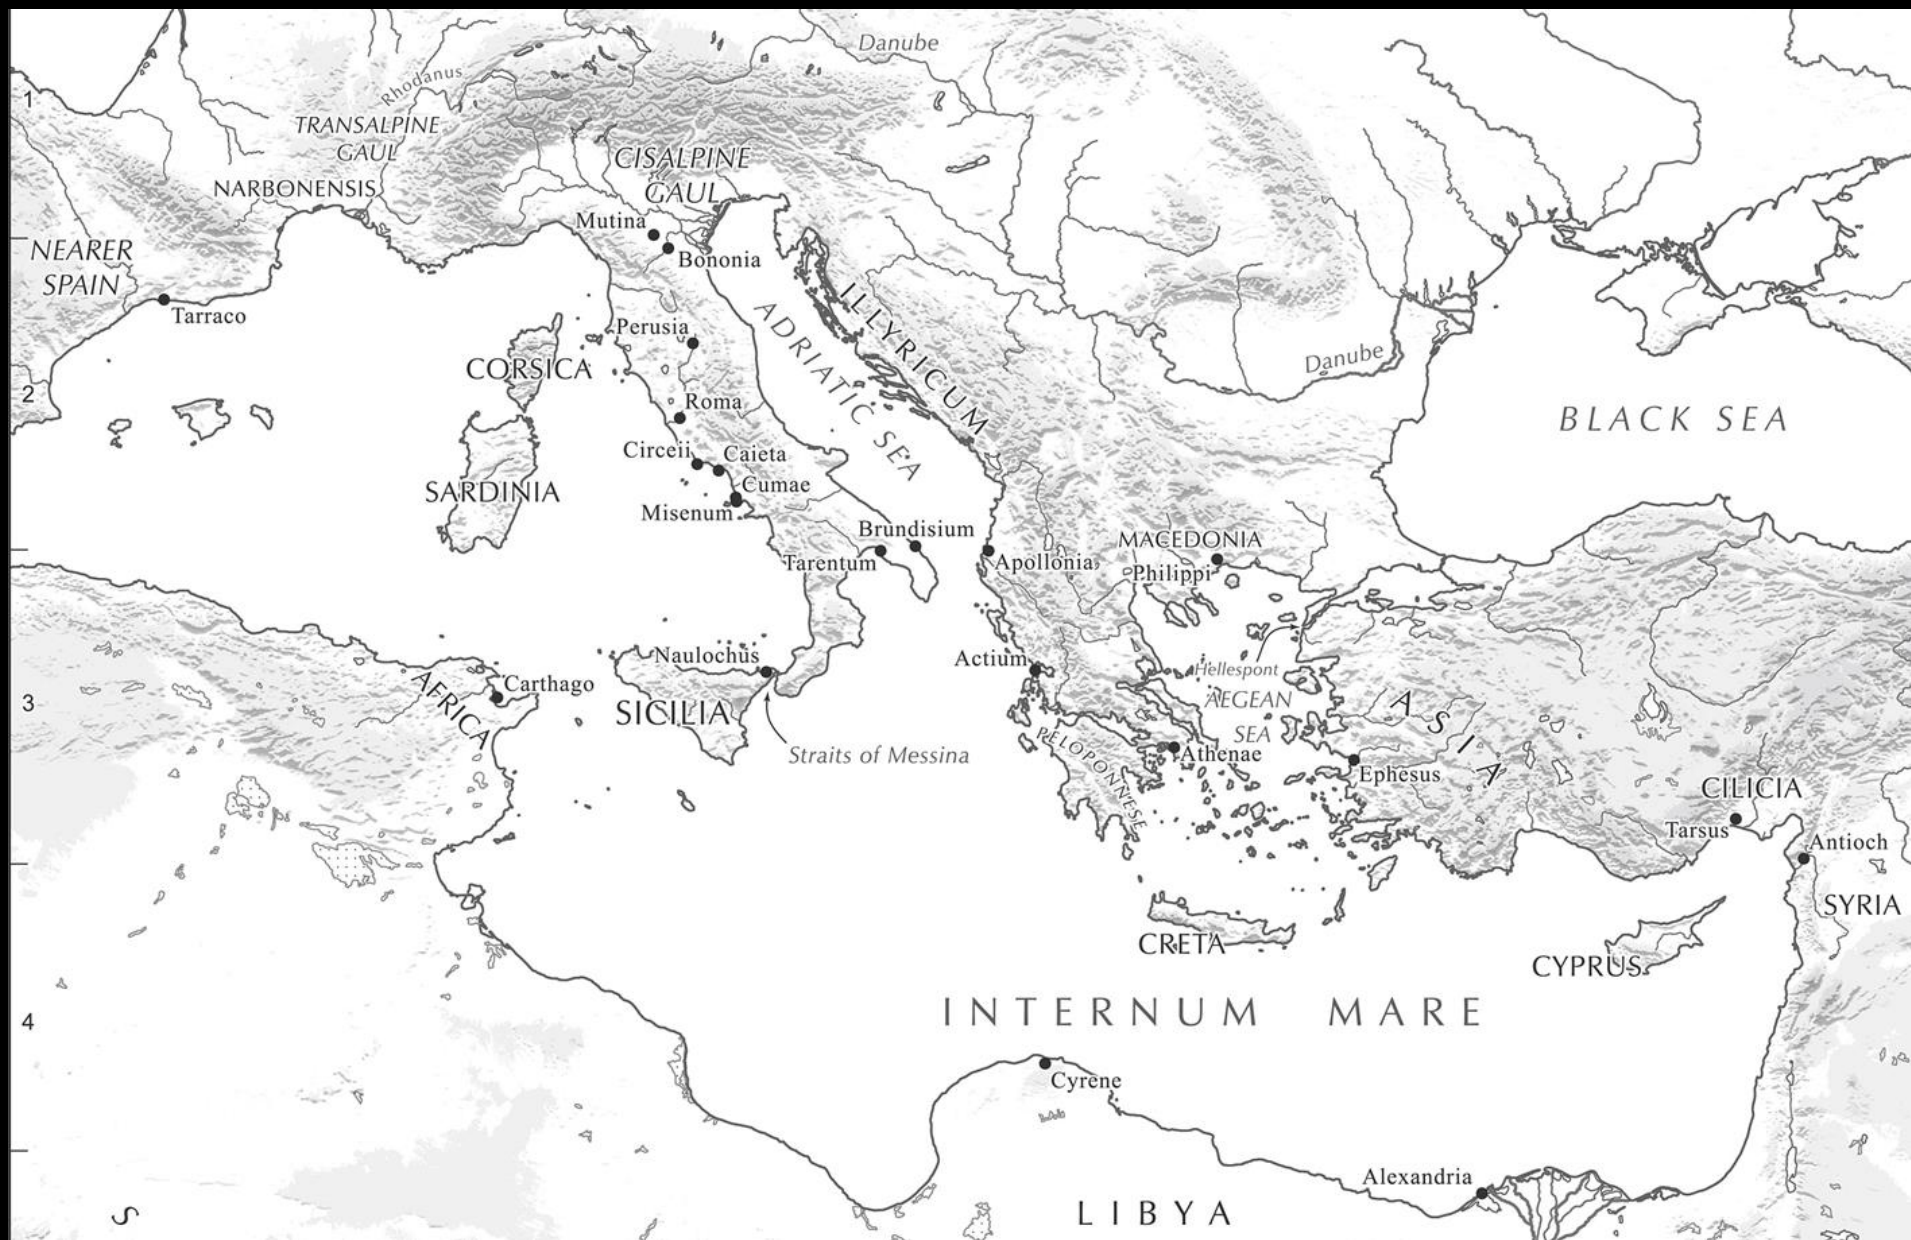 Danube
Rhodanus
1
TRANSALPINE
GAUL
CISALPINE
GAUL
NARBONENSIS
Mutina
NEARER
SPAIN
Bononia
Tarraco
ILLYRICUM
ADRIATIC SEA
Perusia
Danube
CORSICA
2
Roma
BLACK SEA
Circeii
Caieta
Cumae
SARDINIA
Misenum
Brundisium
MACEDONIA
Tarentum
Apollonia
Philippi
Naulochus
Actium
Hellespont
AFRICA
Carthago
AEGEAN
SEA
ASIA
3
SICILIA
PELOPONNESE
Straits of Messina
Athenae
Ephesus
CILICIA
Tarsus
Antioch
SYRIA
CRETA
CYPRUS
INTERNUM MARE
4
Cyrene
Alexandria
LIBYA
S